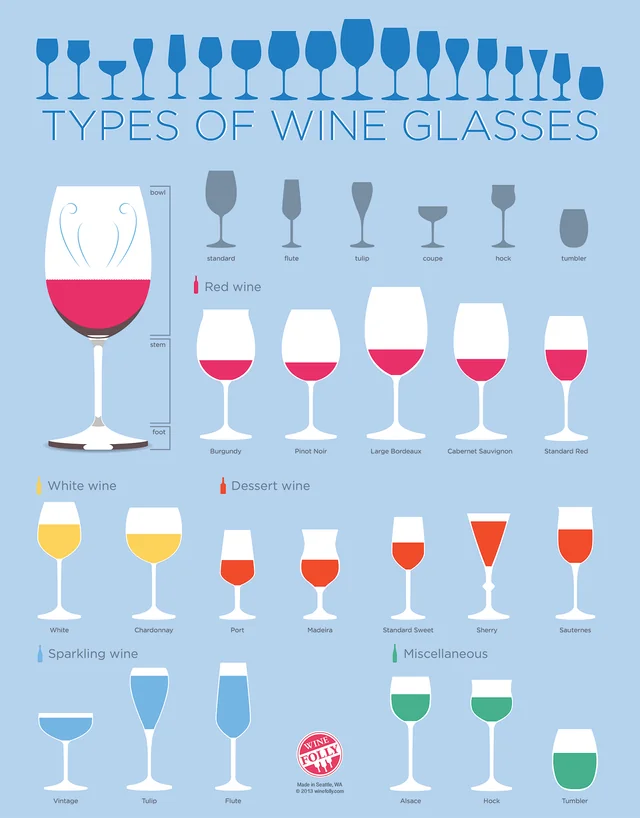 TYPES OF WINE GLASSES
bowl
stem
foot
standard
flute
tulip
coupe
hock
tumbler
Red wine
Burgundy
Pinot Noir
Large Bordeaux
Cabernet Sauvignon
Standard Red
White wine
White
Chardonnay
Dessert wine
Port
Madeira
Standard Sweet
Sherry
Sauternes
Sparkling wine
Vintage
Tulip
Flute
WINE
FOLLY
Made in Seattle, WA
© 2013 winefolly.com
Miscellaneous
Alsace
Hock
Tumbler